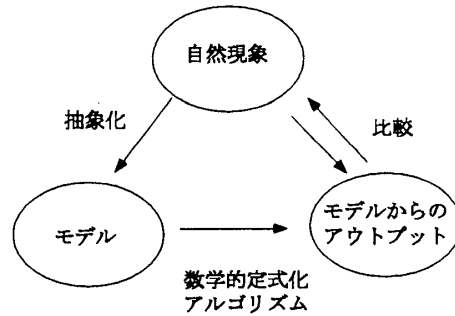 自然現象
抽象化
比較
モデル
モデルからの
アウトプット
数学的定式化
アルゴリズム